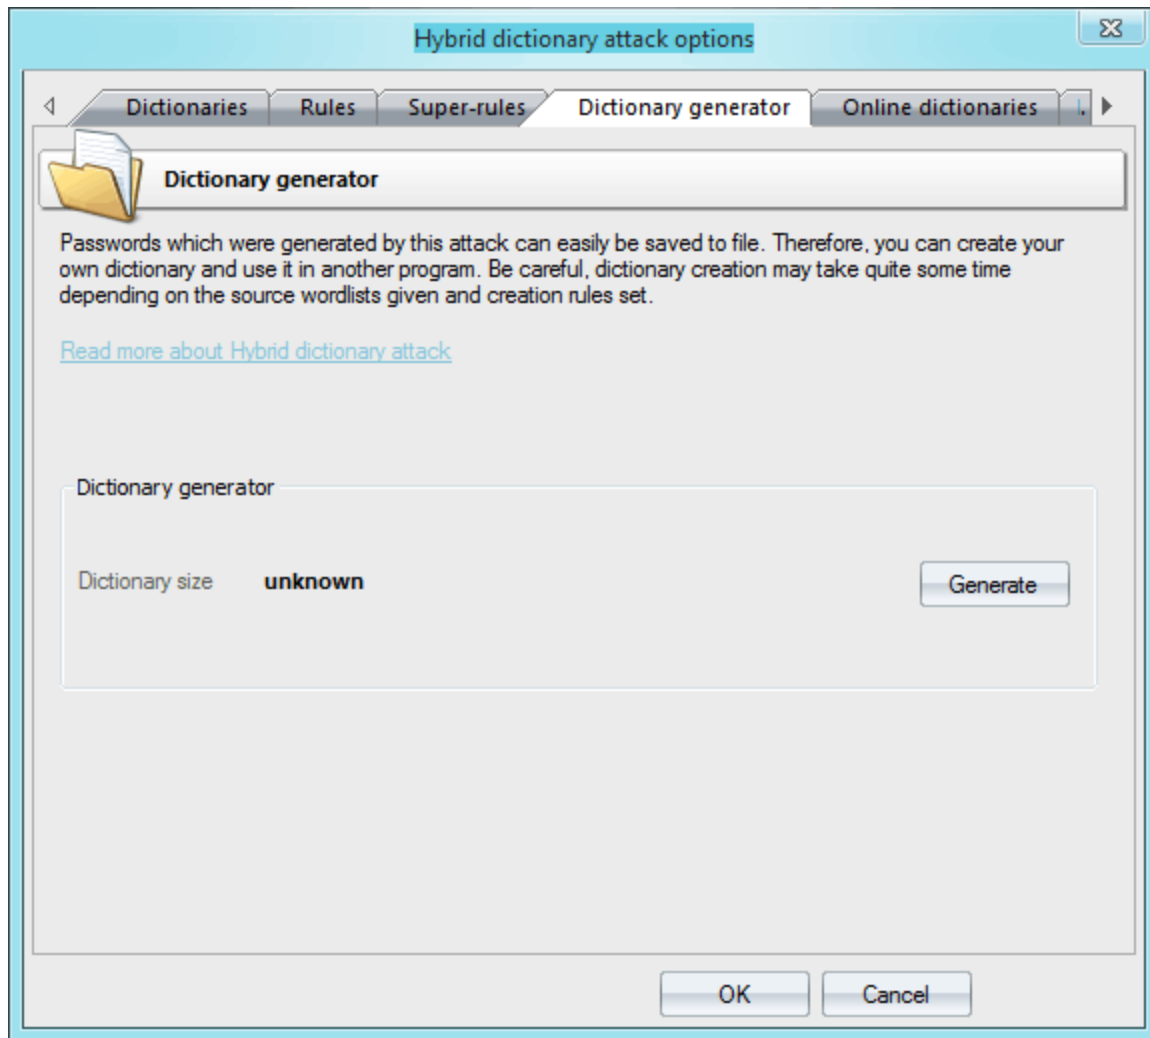 Hybrid dictionary attack options
Dictionaries Rules Super-rules Dictionary generator Online dictionaries
Dictionary generator
Passwords which were generated by this attack can easily be saved to file. Therefore, you can create your
own dictionary and use it in another program. Be careful, dictionary creation may take quite some time
depending on the source wordlists given and creation rules set.
Read more about Hybrid dictionary attack
Dictionary generator
Dictionary size unknown
Generate
OK Cancel